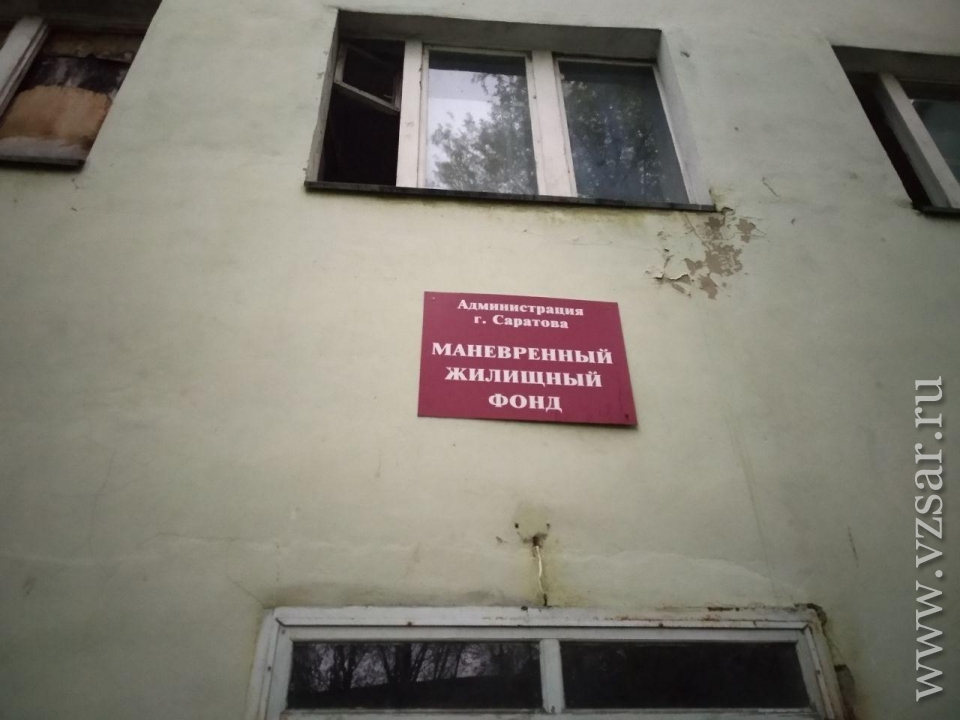 Администрация
г. Саратова
МАНЕВРЕННЫЙ
ЖИЛИЩНЫЙ
ФОНД
www.vzsar.ru